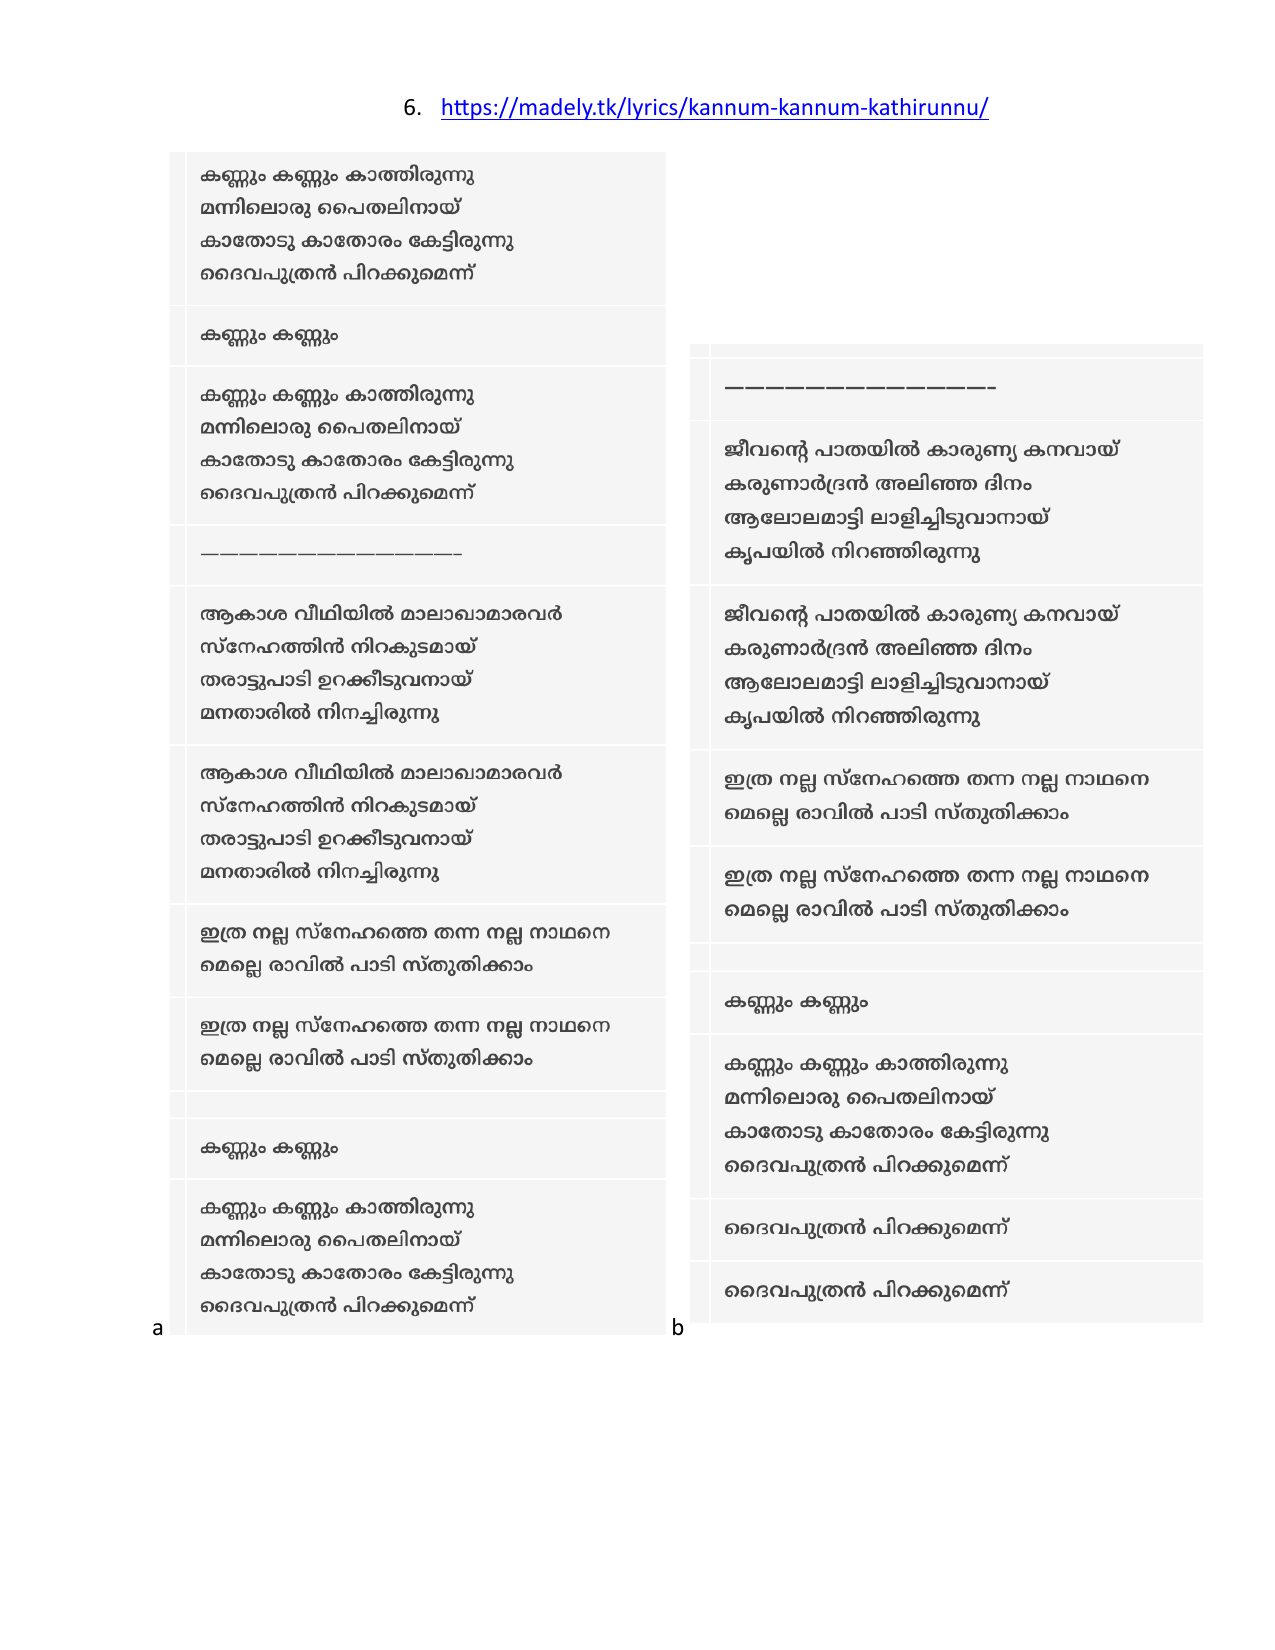 6. https://madely.tk/lyrics/kannum-kannum-kathirunnu/
കണ്ണും കണ്ണും കാത്തിരുന്നു
മന്നിലൊരു പൈതലിനായ്
കാതോടു കാതോരം കേട്ടിരുന്നു
ദൈവപുത്രൻ പിറക്കുമെന്ന്
കണ്ണും കണ്ണും
കണ്ണും കണ്ണും കാത്തിരുന്നു
മന്നിലൊരു പൈതലിനായ്
കാതോടു കാതോരം കേട്ടിരുന്നു
ദൈവപുത്രൻ പിറക്കുമെന്ന്
—————————————–
ആകാശ വീഥിയിൽ മാലാഖാമാരവർ
സ്നേഹത്തിൻ നിറകുടമായ്
തരാട്ടുപാടി ഉറക്കീടുവനായ്
മനതാരിൽ നിനച്ചിരുന്നു
ആകാശ വീഥിയിൽ മാലാഖാമാരവർ
സ്നേഹത്തിൻ നിറകുടമായ്
തരാട്ടുപാടി ഉറക്കീടുവനായ്
മനതാരിൽ നിനച്ചിരുന്നു
ഇത്ര നല്ല സ്നേഹത്തെ തന്ന നല്ല നാഥനെ
മെല്ലെ രാവിൽ പാടി സ്തുതിക്കാം
ഇത്ര നല്ല സ്നേഹത്തെ തന്ന നല്ല നാഥനെ
മെല്ലെ രാവിൽ പാടി സ്തുതിക്കാം
കണ്ണും കണ്ണും
കണ്ണും കണ്ണും കാത്തിരുന്നു
മന്നിലൊരു പൈതലിനായ്
കാതോടു കാതോരം കേട്ടിരുന്നു
ദൈവപുത്രൻ പിറക്കുമെന്ന്
a
—————————————–
ജീവന്റെ പാതയിൽ കാരുണ്യ കനവായ്
കരുണാർദ്രൻ അലിഞ്ഞ ദിനം
ആലോലമാട്ടി ലാളിച്ചിടുവാനായ്
കൃപയിൽ നിറഞ്ഞിരുന്നു
ജീവന്റെ പാതയിൽ കാരുണ്യ കനവായ്
കരുണാർദ്രൻ അലിഞ്ഞ ദിനം
ആലോലമാട്ടി ലാളിച്ചിടുവാനായ്
കൃപയിൽ നിറഞ്ഞിരുന്നു
ഇത്ര നല്ല സ്നേഹത്തെ തന്ന നല്ല നാഥനെ
മെല്ലെ രാവിൽ പാടി സ്തുതിക്കാം
ഇത്ര നല്ല സ്നേഹത്തെ തന്ന നല്ല നാഥനെ
മെല്ലെ രാവിൽ പാടി സ്തുതിക്കാം
കണ്ണും കണ്ണും
കണ്ണും കണ്ണും കാത്തിരുന്നു
മന്നിലൊരു പൈതലിനായ്
കാതോടു കാതോരം കേട്ടിരുന്നു
ദൈവപുത്രൻ പിറക്കുമെന്ന്
ദൈവപുത്രൻ പിറക്കുമെന്ന്
ദൈവപുത്രൻ പിറക്കുമെന്ന്
b